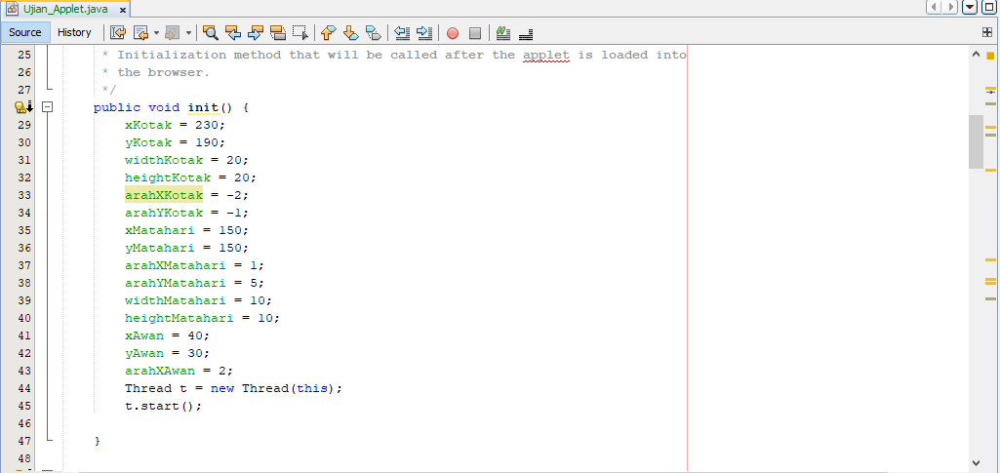 Ujian_Applet.java x
Source History
25 * Initialization method that will be called after the applet is loaded into
26 * the browser.
27 */
public void init() {
29 xKotak = 230;
30 yKotak = 190;
31 widthKotak = 20;
32 heightKotak = 20;
33 arahXKotak = -2;
34 arahYKotak = -1;
35 xMatahari = 150;
36 yMatahari = 150;
37 arahXMatahari = 1;
38 arahYMatahari = 5;
39 widthMatahari = 10;
40 heightMatahari = 10;
41 xAwan = 40;
42 yAwan = 30;
43 arahXAwan = 2;
44 Thread t = new Thread(this);
45 t.start();
46
47 }
48